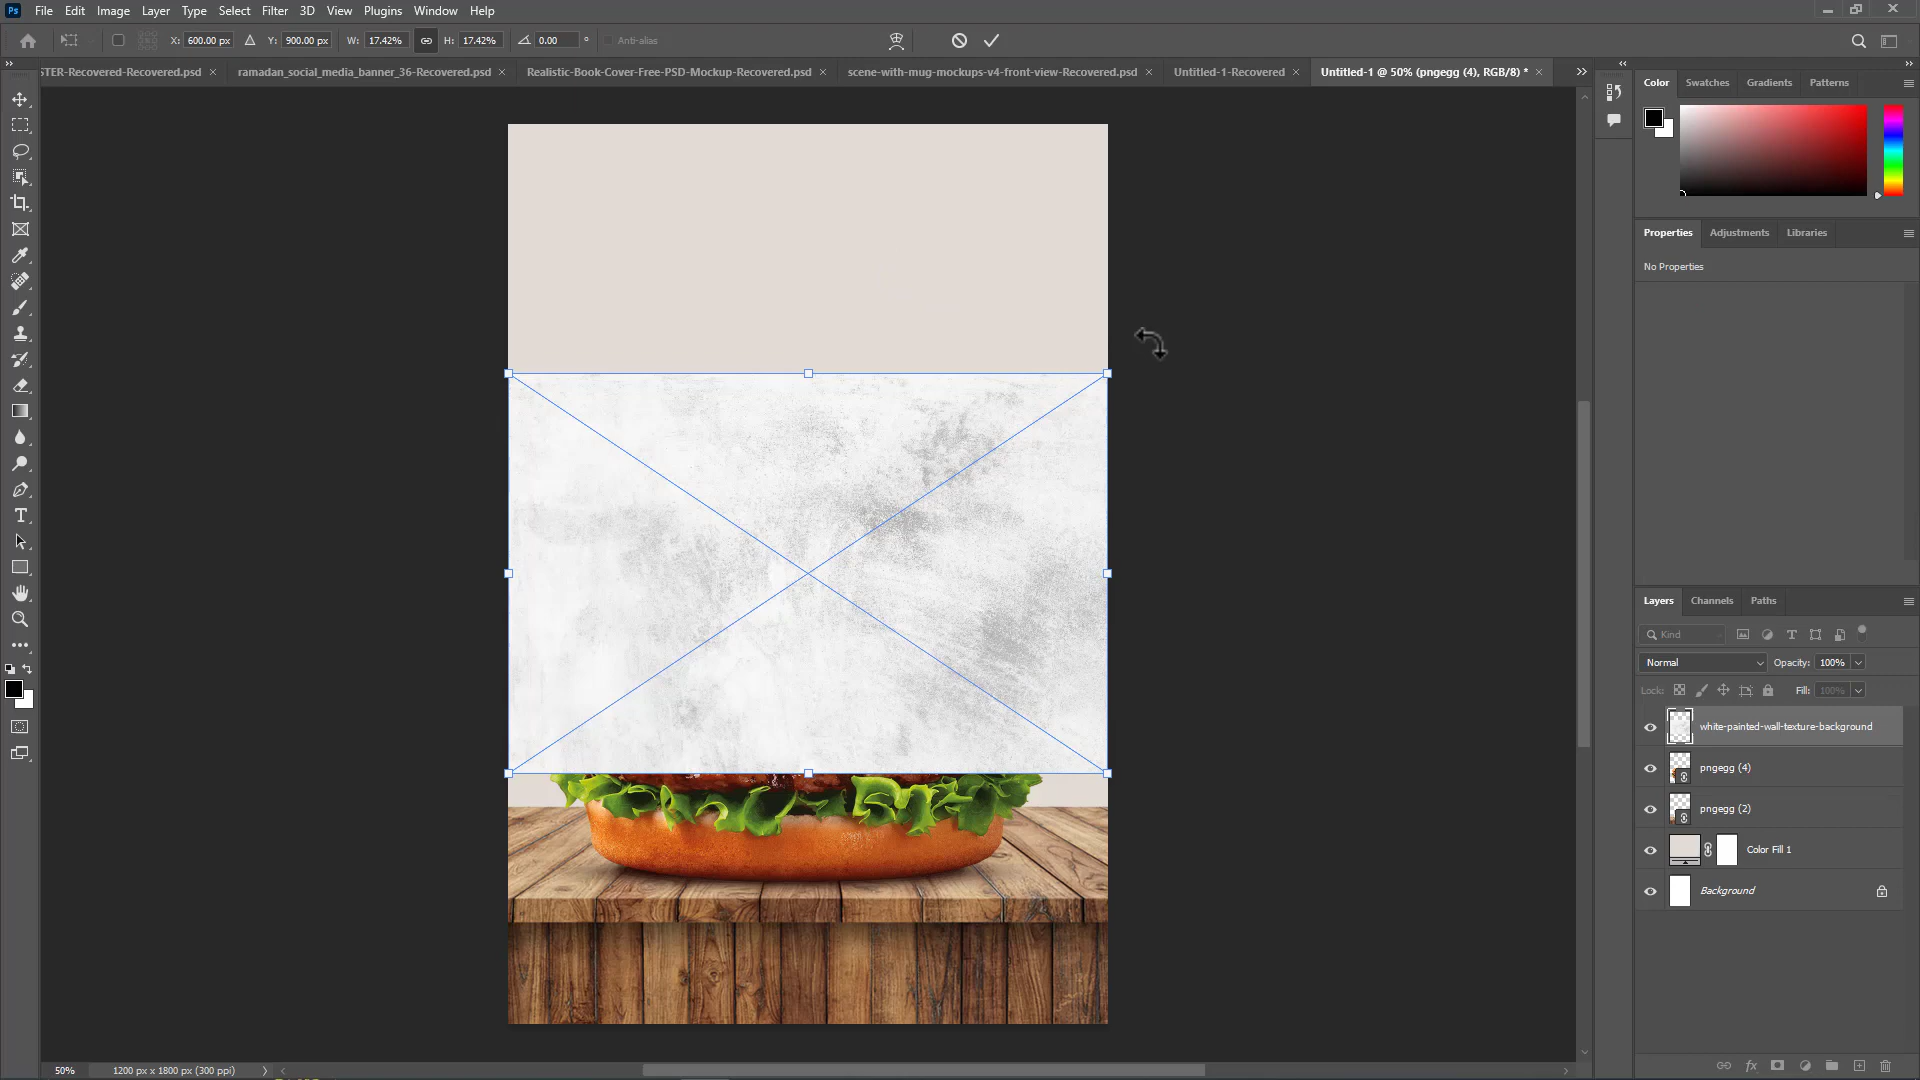 Ps File Edit Image Layer Type Select Filter 3D View Plugins Window Help
X: 600.00 px Y: 900.00 px W: 17.42% H: 17.42% 0.00 ° Anti-alias
STER-Recovered-Recovered.psd × ramadan_social_media_banner_36-Recovered.psd × Realistic-Book-Cover-Free-PSD-Mockup-Recovered.psd × scene-with-mug-mockups-v4-front-view-Recovered.psd × Untitled-1-Recovered × Untitled-1 @ 50% (pngegg (4), RGB/8) * ×
Color Swatches Gradients Patterns
Properties Adjustments Libraries
No Properties
Layers Channels Paths
Kind
Normal Opacity: 100%
Lock: Fill: 100%
white-painted-wall-texture-background
pngegg (4)
pngegg (2)
Color Fill 1
Background
fx
50% 1200 px x 1800 px (300 ppi)